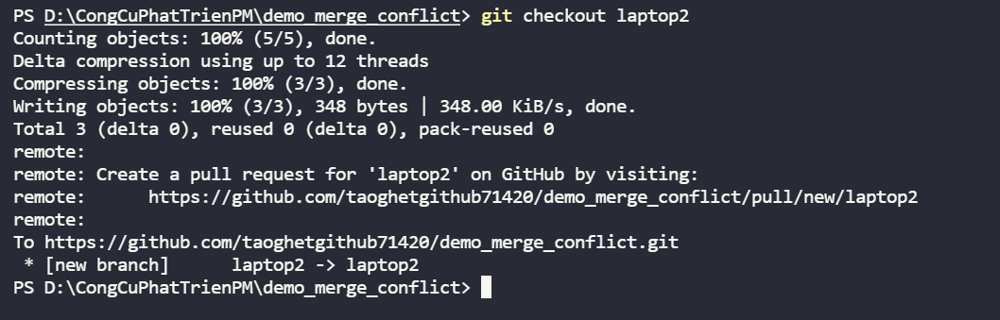 PS D:\CongCuPhatTrienPM\demo_merge_conflict> git checkout laptop2
Counting objects: 100% (5/5), done.
Delta compression using up to 12 threads
Compressing objects: 100% (3/3), done.
Writing objects: 100% (3/3), 348 bytes | 348.00 KiB/s, done.
Total 3 (delta 0), reused 0 (delta 0), pack-reused 0
remote:
remote: Create a pull request for 'laptop2' on GitHub by visiting:
remote:      https://github.com/taoghetgithub71420/demo_merge_conflict/pull/new/laptop2
remote:
To https://github.com/taoghetgithub71420/demo_merge_conflict.git
 * [new branch]      laptop2 -> laptop2
PS D:\CongCuPhatTrienPM\demo_merge_conflict>